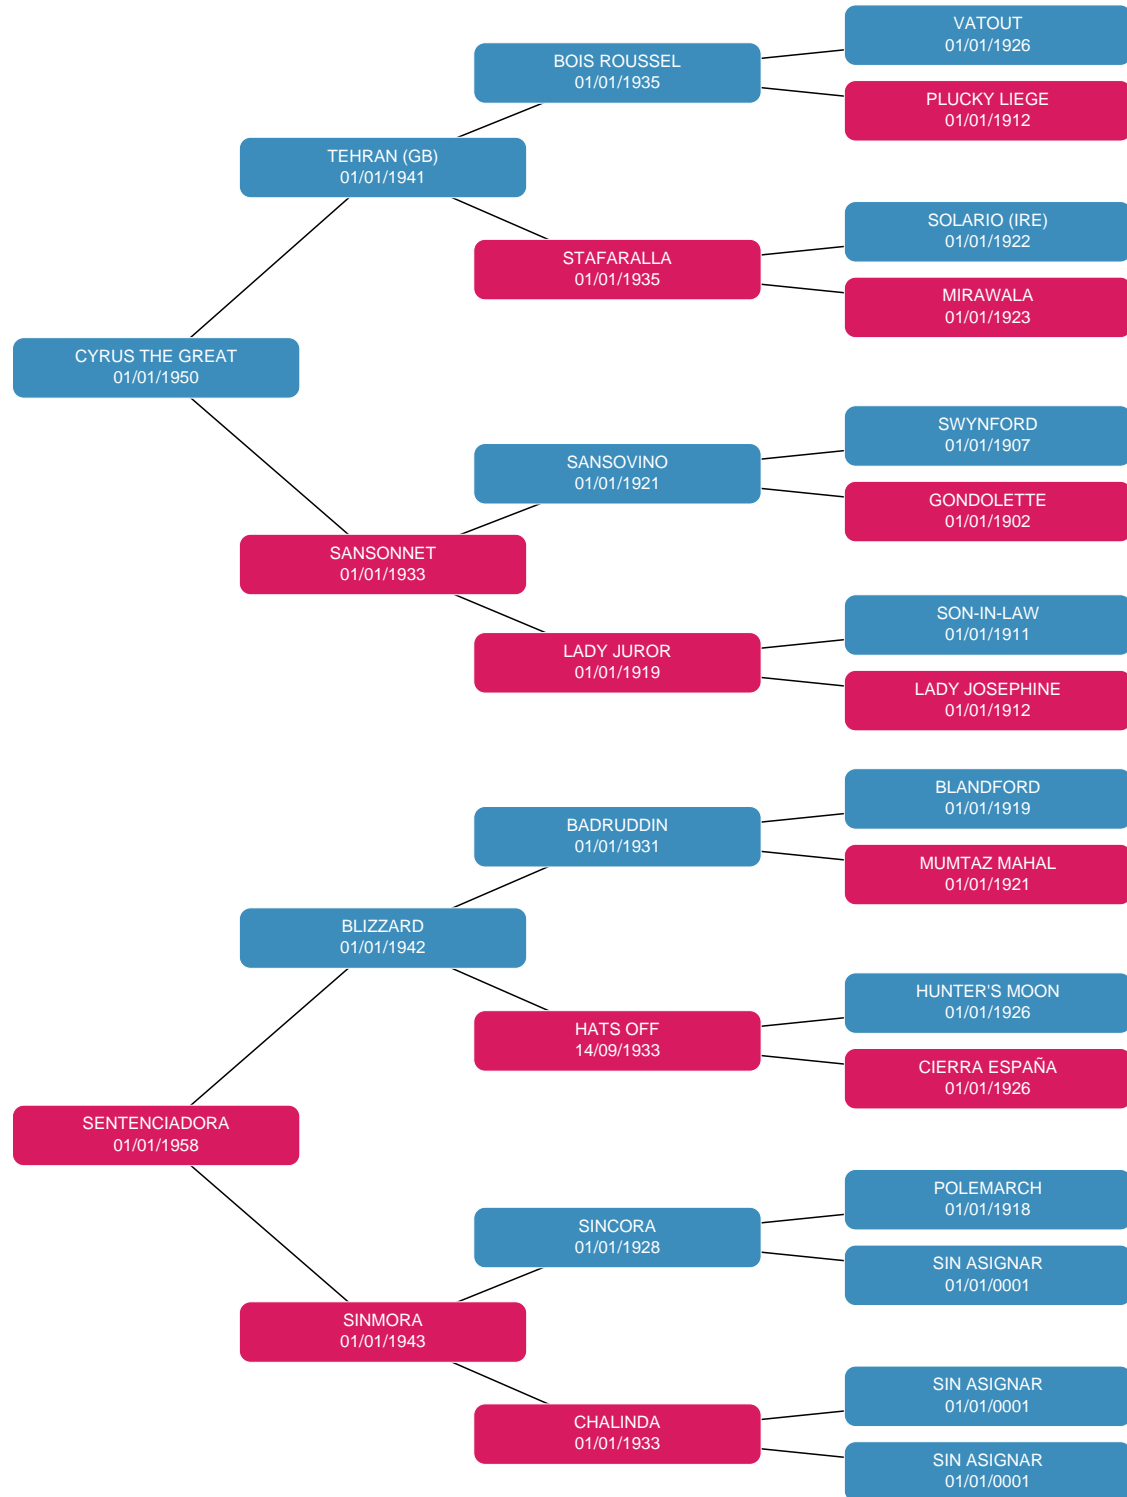 VATOUT
01/01/1926
BOIS ROUSSEL
01/01/1935
PLUCKY LIEGE
01/01/1912
TEHRAN (GB)
01/01/1941
SOLARIO (IRE)
01/01/1922
STAFARALLA
01/01/1935
MIRAWALA
01/01/1923
CYRUS THE GREAT
01/01/1950
SWYNFORD
01/01/1907
SANSOVINO
01/01/1921
GONDOLETTE
01/01/1902
SANSONNET
01/01/1933
SON-IN-LAW
01/01/1911
LADY JUROR
01/01/1919
LADY JOSEPHINE
01/01/1912
BLANDFORD
01/01/1919
BADRUDDIN
01/01/1931
MUMTAZ MAHAL
01/01/1921
BLIZZARD
01/01/1942
HUNTER'S MOON
01/01/1926
HATS OFF
14/09/1933
CIERRA ESPAÑA
01/01/1926
SENTENCIADORA
01/01/1958
POLEMARCH
01/01/1918
SINCORA
01/01/1928
SIN ASIGNAR
01/01/0001
SINMORA
01/01/1943
SIN ASIGNAR
01/01/0001
CHALINDA
01/01/1933
SIN ASIGNAR
01/01/0001